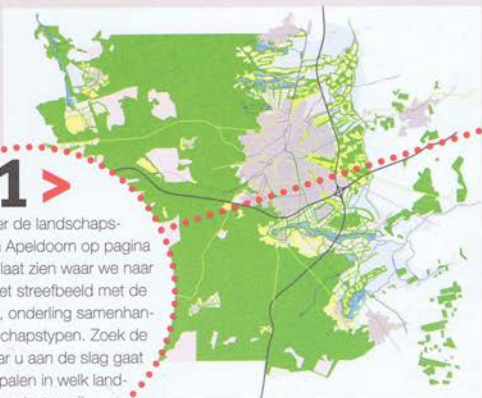 1 >
er de landschaps-
Apeldoorn op pagina
laat zien waar we naar
et streefbeeld met de
, onderling samenhan-
schapstypen. Zoek de
ar u aan de slag gaat
palen in welk land-